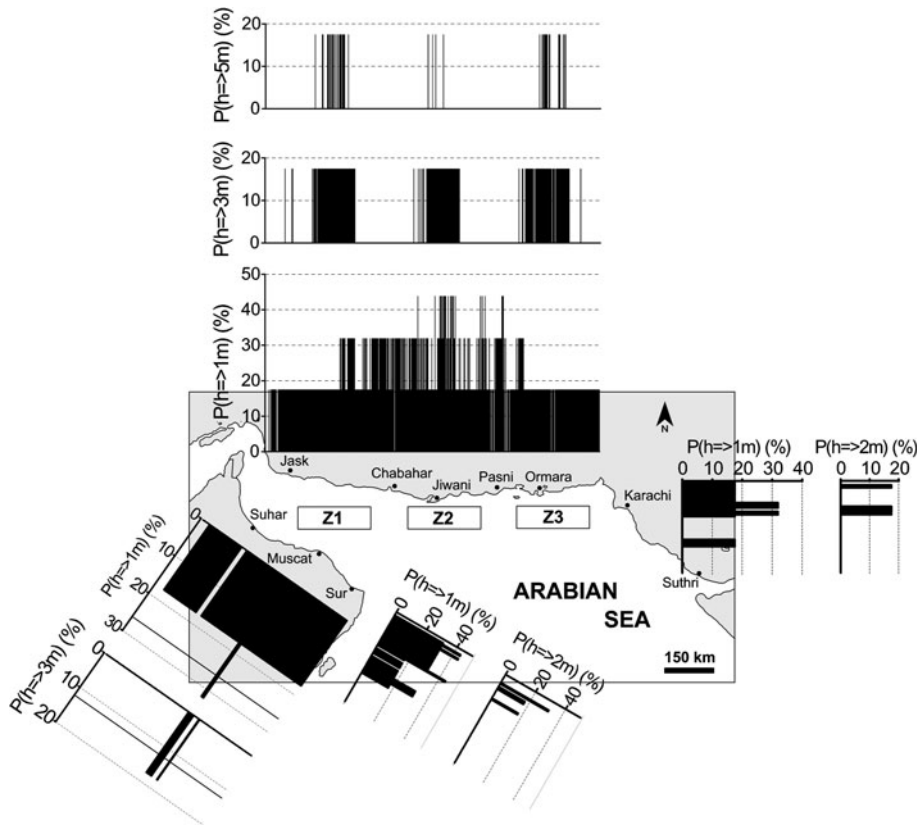 P(h=>5m) (%)
20
10
0
P(h=>3m) (%)
20
10
0
P(h=>1m) (%)
50
40
30
20
10
0
N
Jask
Chabahar
Jiwani
Pasni
Ormara
Karachi
Suthri
Suhar
Muscat
Sur
Z1
Z2
Z3
ARABIAN
SEA
150 km
P(h=>1m) (%)
0 10 20 30 40
P(h=>2m) (%)
0 10 20
P(h=>1m) (%)
0
10
20
30
P(h=>3m) (%)
0
10
20
P(h=>1m) (%)
0 20 40
P(h=>2m) (%)
0 20 40